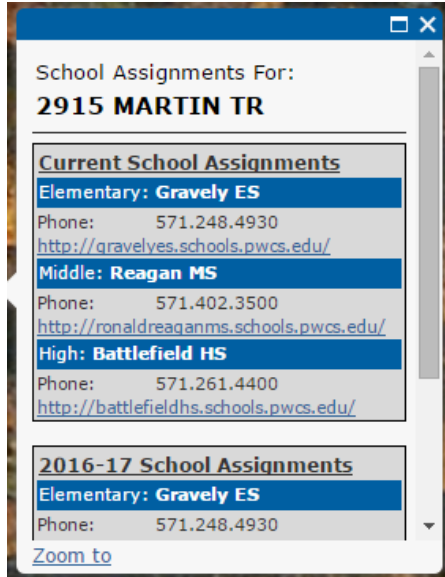 School Assignments For:
2915 MARTIN TR
Current School Assignments
Elementary: Gravely ES
Phone: 571.248.4930
http://gravelyes.schools.pwcs.edu/
Middle: Reagan MS
Phone: 571.402.3500
http://ronaldreaganms.schools.pwcs.edu/
High: Battlefield HS
Phone: 571.261.4400
http://battlefieldhs.schools.pwcs.edu/
2016-17 School Assignments
Elementary: Gravely ES
Phone: 571.248.4930
Zoom to